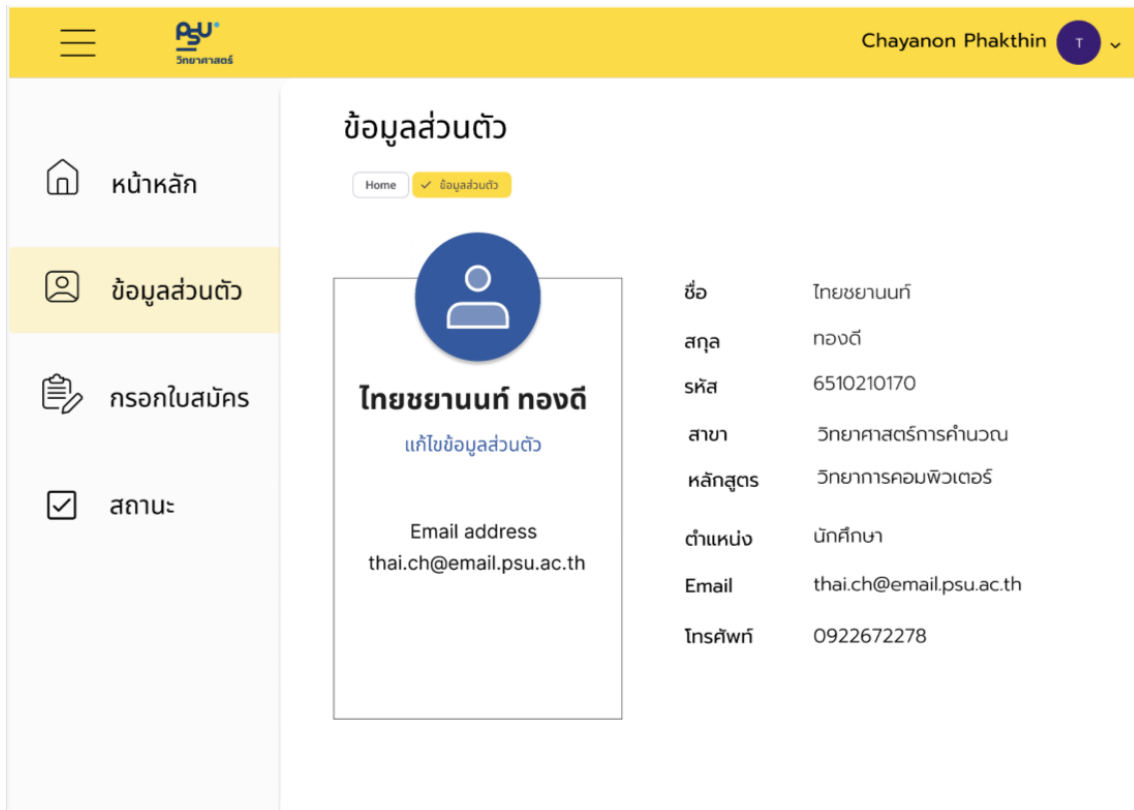 PSU
วิทยาศาสตร์
Chayanon Phakthin T
หน้าหลัก
ข้อมูลส่วนตัว
กรอกใบสมัคร
สถานะ
ข้อมูลส่วนตัว
Home ข้อมูลส่วนตัว
ไทยชยานนท์ ทองดี
แก้ไขข้อมูลส่วนตัว
Email address
thai.ch@email.psu.ac.th
ชื่อ ไทยชยานนท์
สกุล ทองดี
รหัส 6510210170
สาขา วิทยาศาสตร์การคำนวณ
หลักสูตร วิทยาการคอมพิวเตอร์
ตำแหน่ง นักศึกษา
Email thai.ch@email.psu.ac.th
โทรศัพท์ 0922672278